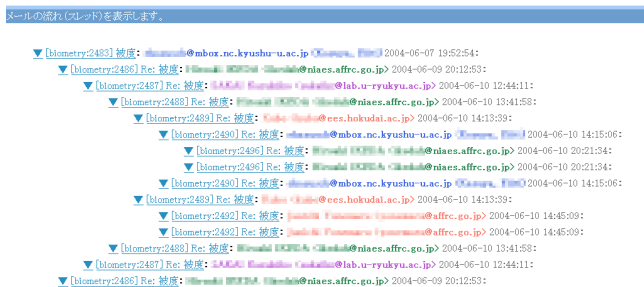 メールの流れ(スレッド)を表示します。
▼[biometry:2483] 被度: @mbox.nc.kyushu-u.ac.jp 2004-06-07 19:52:54:
▼[biometry:2486] Re: 被度: @niaes.affrc.go.jp> 2004-06-09 20:12:53:
▼[biometry:2487] Re: 被度: @lab.u-ryukyu.ac.jp> 2004-06-10 12:44:11:
▼[biometry:2488] Re: 被度: @niaes.affrc.go.jp> 2004-06-10 13:41:58:
▼[biometry:2489] Re: 被度: @ees.hokudai.ac.jp> 2004-06-10 14:13:39:
▼[biometry:2490] Re: 被度: @mbox.nc.kyushu-u.ac.jp 2004-06-10 14:15:06:
▼[biometry:2496] Re: 被度: @niaes.affrc.go.jp> 2004-06-10 20:21:34:
▼[biometry:2496] Re: 被度: @niaes.affrc.go.jp> 2004-06-10 20:21:34:
▼[biometry:2490] Re: 被度: @mbox.nc.kyushu-u.ac.jp 2004-06-10 14:15:06:
▼[biometry:2489] Re: 被度: @ees.hokudai.ac.jp> 2004-06-10 14:13:39:
▼[biometry:2492] Re: 被度: @affrc.go.jp> 2004-06-10 14:45:09:
▼[biometry:2492] Re: 被度: @affrc.go.jp> 2004-06-10 14:45:09:
▼[biometry:2488] Re: 被度: @niaes.affrc.go.jp> 2004-06-10 13:41:58:
▼[biometry:2487] Re: 被度: @lab.u-ryukyu.ac.jp> 2004-06-10 12:44:11:
▼[biometry:2486] Re: 被度: @niaes.affrc.go.jp> 2004-06-09 20:12:53: